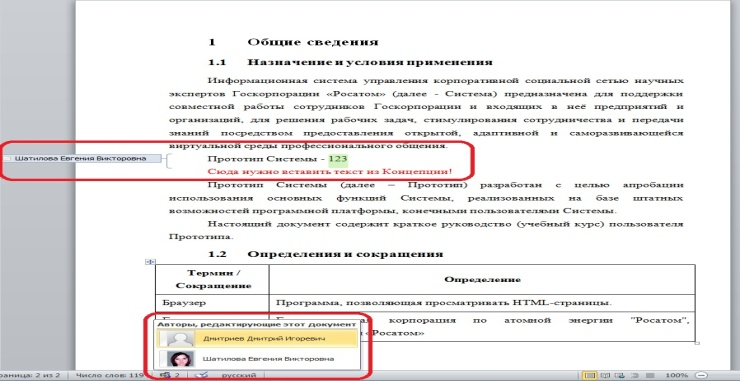 1 Общие сведения
1.1 Назначение и условия применения
Информационная система управления корпоративной социальной сетью научных
экспертов Госкорпорации «Росатом» (далее - Система) предназначена для поддержки
совместной работы сотрудников Госкорпорации и входящих в неё предприятий и
организаций, для решения рабочих задач, стимулирования сотрудничества и передачи
знаний посредством предоставления открытой, адаптивной и саморазвивающейся
виртуальной среды профессионального общения.
Шатилова Евгения Викторовна
Прототип Системы - 123
Сюда нужно вставить текст из Концепции!
Прототип Системы (далее – Прототип) разработан с целью апробации
использования основных функций Системы, реализованных на базе штатных
возможностей программной платформы, конечными пользователями Системы.
Настоящий документ содержит краткое руководство (учебный курс) пользователя
Прототипа.
1.2 Определения и сокращения
Термин / Сокращение
Определение
Браузер
Программа, позволяющая просматривать HTML-страницы.
корпорация по атомной энергии "Росатом",
«Росатом»
Авторы, редактирующие этот документ
Дмитриев Дмитрий Игоревич
Шатилова Евгения Викторовна
раница: 2 из 2 Число слов: 119 2 русский 100%